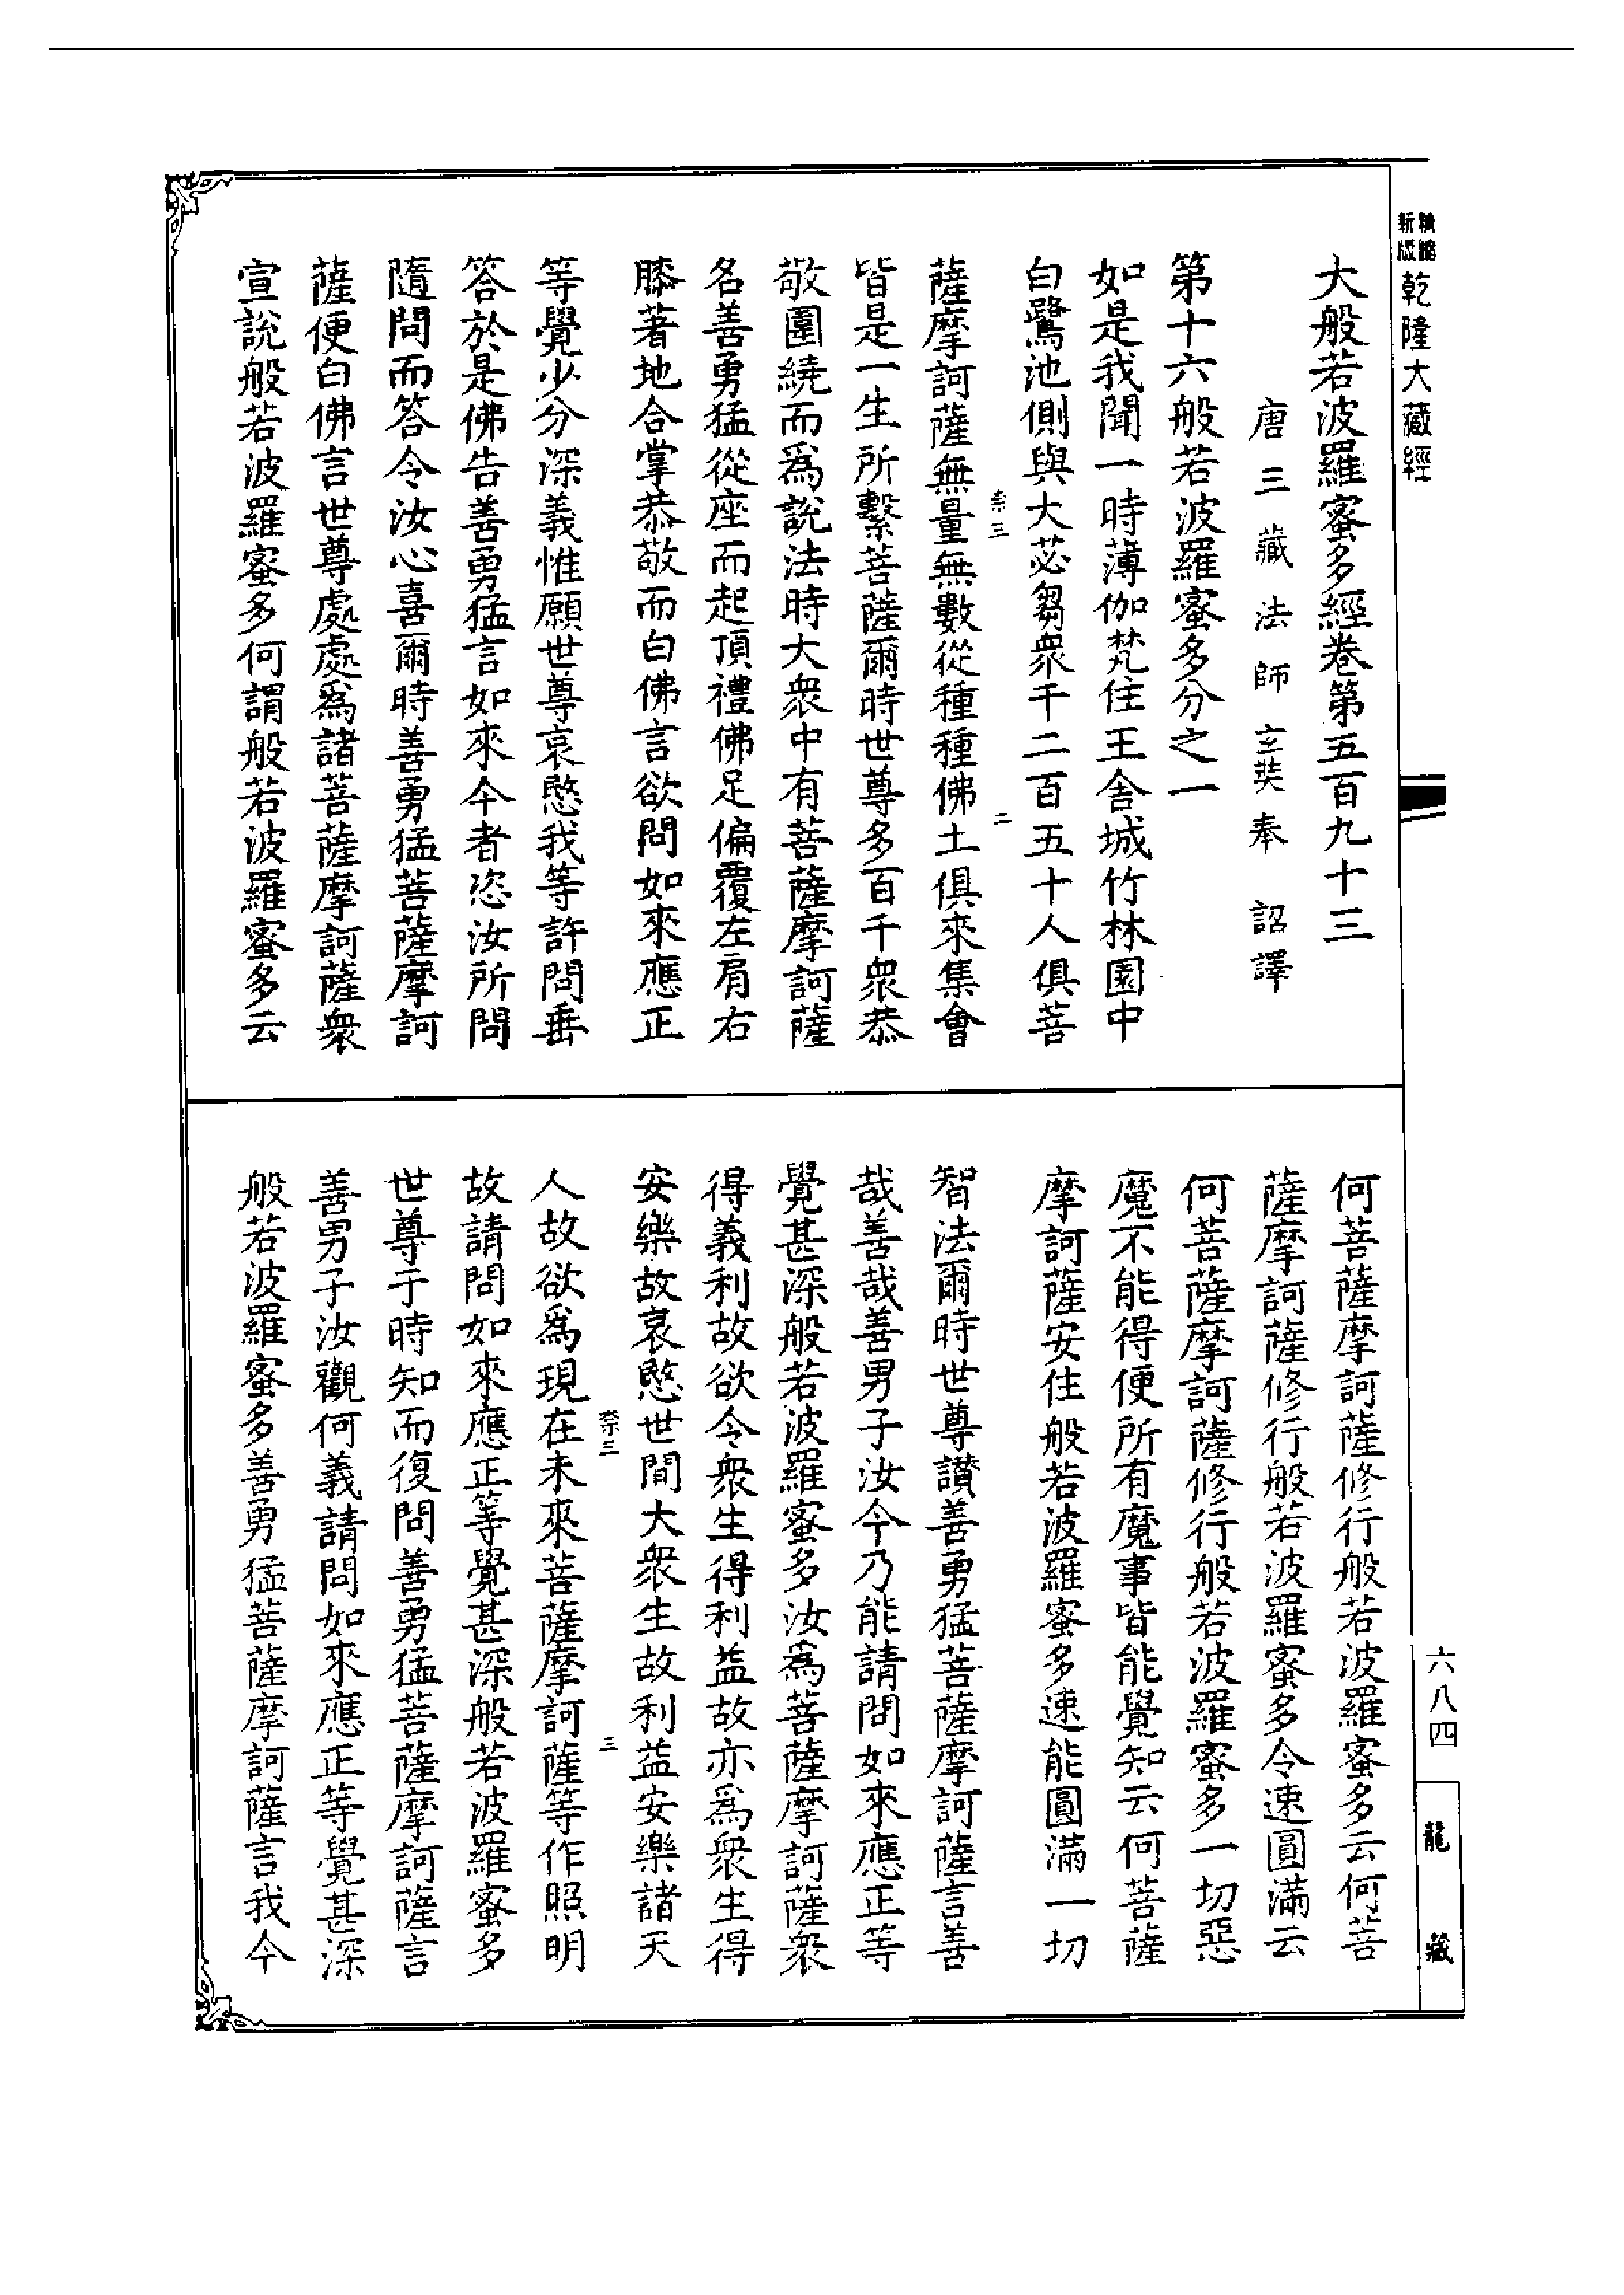 新版
精縮
乾隆大藏經
大般若波羅蜜多經卷第五百九十三
唐三藏法師玄奘奉 詔譯
第十六般若波羅蜜多分之一
如是我聞一時薄伽梵住王舍城竹林園中
白鷺池側與大苾芻衆千二百五十人俱菩
柰三 二
薩摩訶薩無量無數從種種佛土俱來集會
皆是一生所繫菩薩爾時世尊多百千衆恭
敬圍繞而爲說法時大衆中有菩薩摩訶薩
名善勇猛從座而起頂禮佛足偏覆左肩右
膝著地合掌恭敬而白佛言欲問如來應正
等覺少分深義惟願世尊哀愍我等許問垂
答於是佛告善勇猛言如來今者恣汝所問
隨問而答令汝心喜爾時善勇猛菩薩摩訶
薩便白佛言世尊處處爲諸菩薩摩訶薩衆
宣說般若波羅蜜多何謂般若波羅蜜多云
何菩薩摩訶薩修行般若波羅蜜多云何菩
薩摩訶薩修行般若波羅蜜多令速圓滿云
何菩薩摩訶薩修行般若波羅蜜多一切惡
魔不能得便所有魔事皆能覺知云何菩薩
摩訶薩安住般若波羅蜜多速能圓滿一切
智法爾時世尊讚善勇猛菩薩摩訶薩言善
哉善哉善男子汝今乃能請問如來應正等
覺甚深般若波羅蜜多汝爲菩薩摩訶薩衆
得義利故欲令衆生得利益故亦爲衆生得
安樂故哀愍世間大衆生故利益安樂諸天
柰三 三
人故欲爲現在未來菩薩摩訶薩等作照明
故請問如來應正等覺甚深般若波羅蜜多
世尊于時知而復問善勇猛菩薩摩訶薩言
善男子汝觀何義請問如來應正等覺甚深
般若波羅蜜多善勇猛菩薩摩訶薩言我今
六八四
龍藏